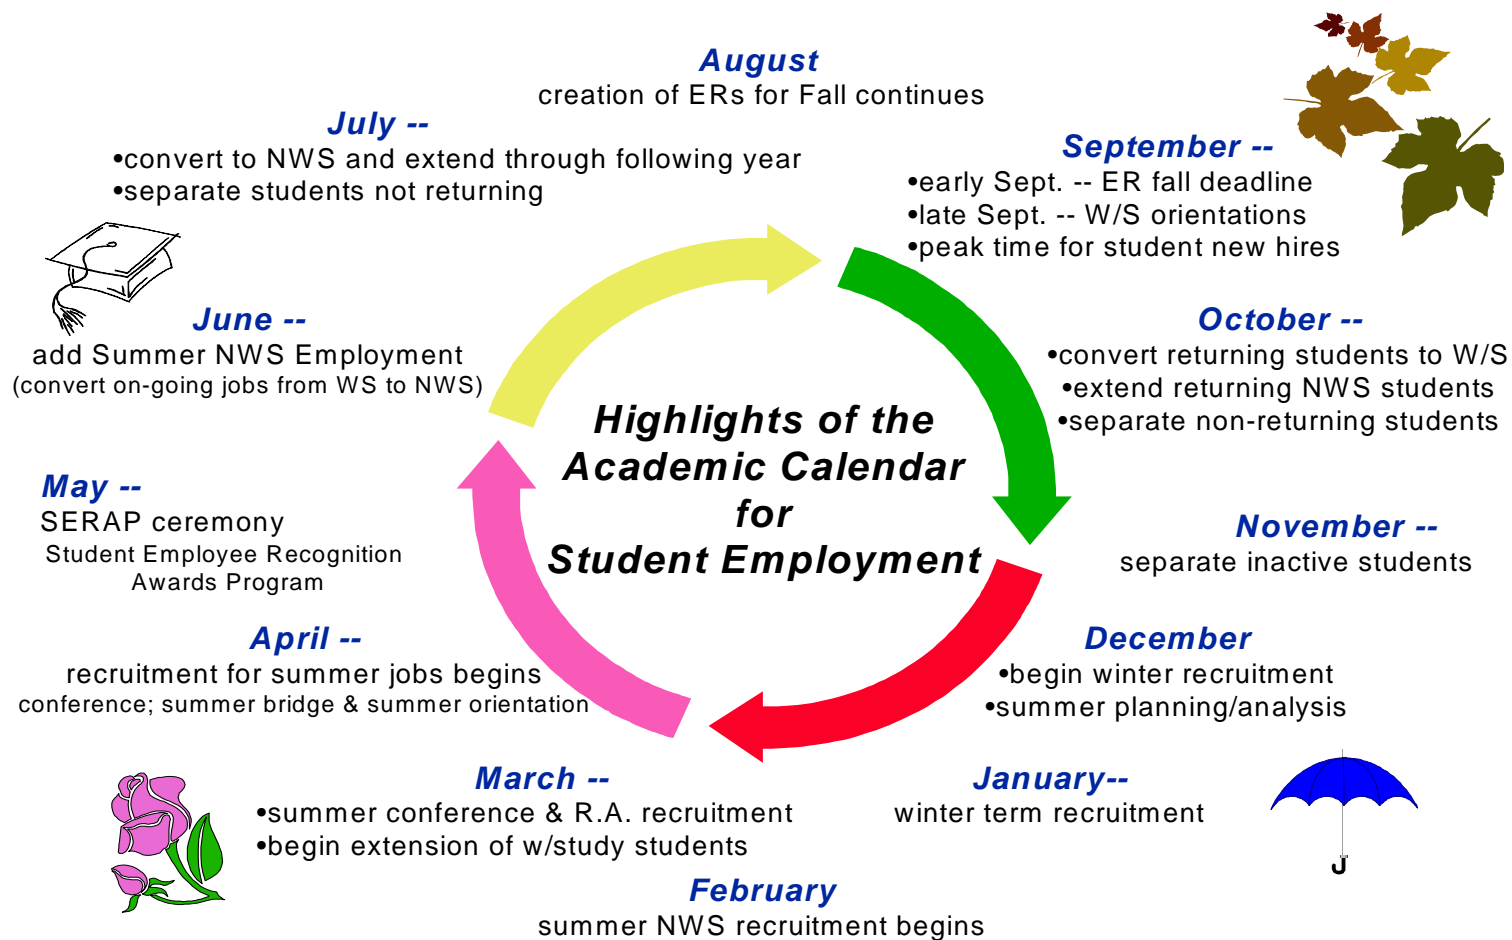 August
creation of ERs for Fall continues
July --
•convert to NWS and extend through following year
•separate students not returning
September --
•early Sept. -- ER fall deadline
•late Sept. -- W/S orientations
•peak time for student new hires
June --
add Summer NWS Employment
(convert on-going jobs from WS to NWS)
October --
•convert returning students to W/S
•extend returning NWS students
•separate non-returning students
Highlights of the
Academic Calendar
for
Student Employment
May --
SERAP ceremony
Student Employee Recognition
Awards Program
November --
separate inactive students
April --
recruitment for summer jobs begins
conference; summer bridge & summer orientation
December
•begin winter recruitment
•summer planning/analysis
March --
•summer conference & R.A. recruitment
•begin extension of w/study students
January--
winter term recruitment
February
summer NWS recruitment begins